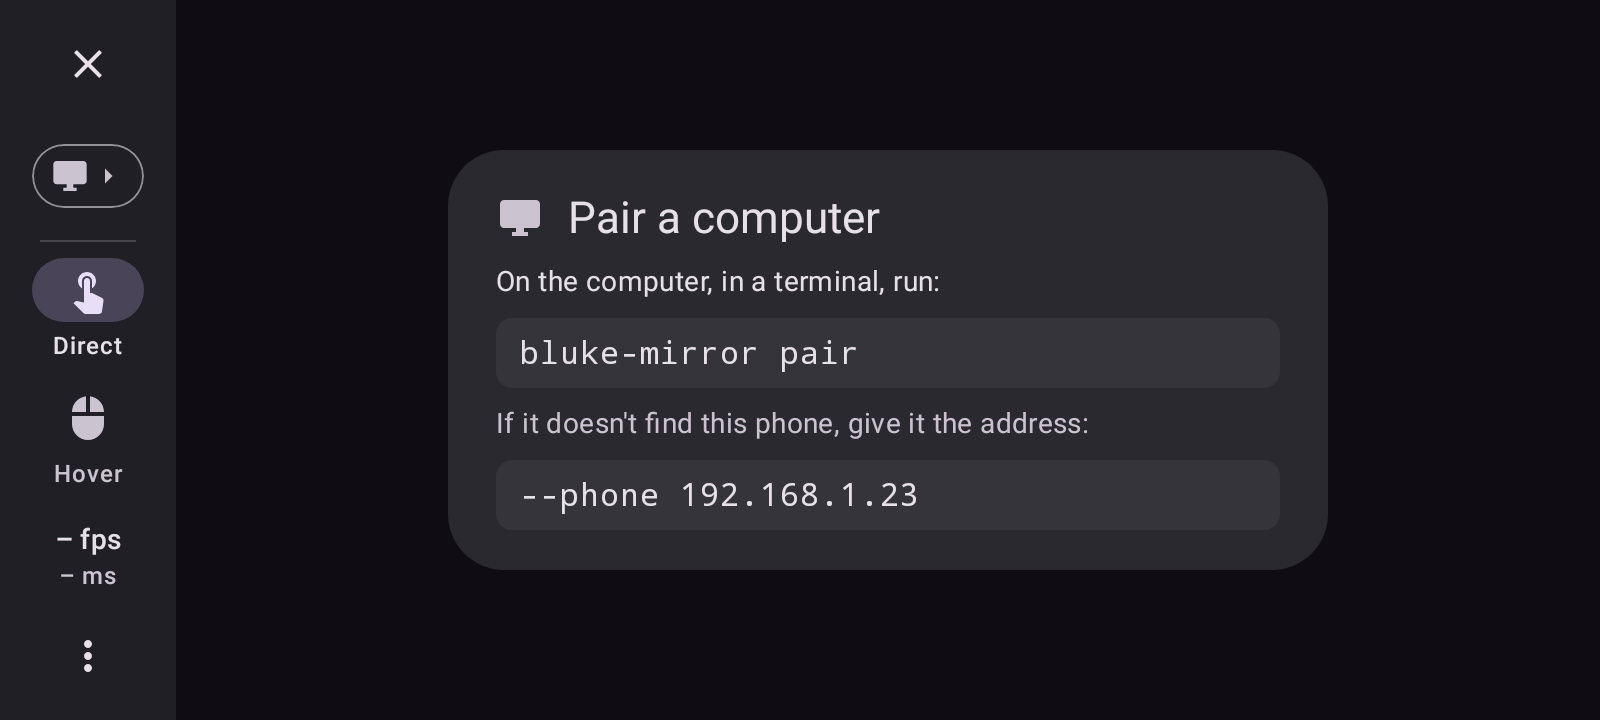 Direct
Hover
– fps
– ms
Pair a computer
On the computer, in a terminal, run:
bluke-mirror pair
If it doesn't find this phone, give it the address:
--phone 192.168.1.23